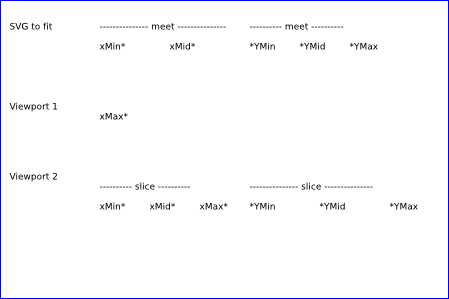 SVG to fit
--------------- meet ---------------
---------- meet ----------
xMin* xMid*
*YMin *YMid *YMax
Viewport 1
xMax*
Viewport 2
---------- slice ----------
--------------- slice ---------------
xMin* xMid* xMax*
*YMin *YMid *YMax